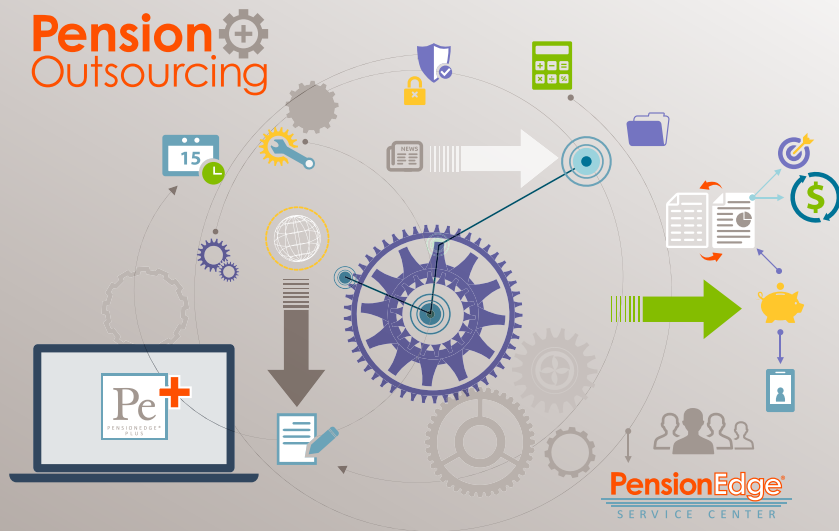 Pension
Outsourcing
15
NEWS
Pe+
PENSIONEDGE®
PLUS
$
PensionEdge®
SERVICE CENTER